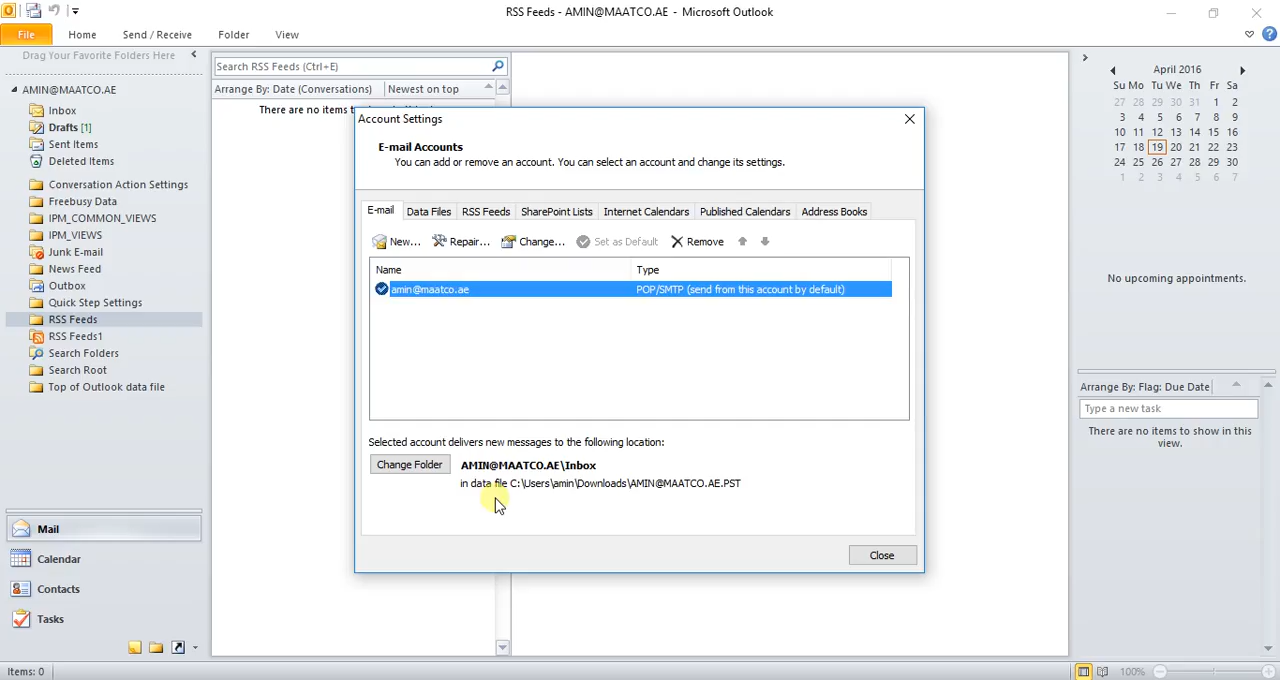 RSS Feeds - AMIN@MAATCO.AE - Microsoft Outlook
File Home Send / Receive Folder View
Drag Your Favorite Folders Here
AMIN@MAATCO.AE
Inbox
Drafts [1]
Sent Items
Deleted Items
Conversation Action Settings
Freebusy Data
IPM_COMMON_VIEWS
IPM_VIEWS
Junk E-mail
News Feed
Outbox
Quick Step Settings
RSS Feeds
RSS Feeds1
Search Folders
Search Root
Top of Outlook data file
Mail
Calendar
Contacts
Tasks
Items: 0
Search RSS Feeds (Ctrl+E)
Arrange By: Date (Conversations) Newest on top
There are no items t
Account Settings
E-mail Accounts
You can add or remove an account. You can select an account and change its settings.
E-mail Data Files RSS Feeds SharePoint Lists Internet Calendars Published Calendars Address Books
New... Repair... Change... Set as Default Remove
Name Type
amin@maatco.ae POP/SMTP (send from this account by default)
Selected account delivers new messages to the following location:
Change Folder AMIN@MAATCO.AE\Inbox
in data file C:\Users\amin\Downloads\AMIN@MAATCO.AE.PST
Close
April 2016
Su Mo Tu We Th Fr Sa
27 28 29 30 31 1 2
3 4 5 6 7 8 9
10 11 12 13 14 15 16
17 18 19 20 21 22 23
24 25 26 27 28 29 30
1 2 3 4 5 6 7
No upcoming appointments.
Arrange By: Flag: Due Date
Type a new task
There are no items to show in this
view.
100%